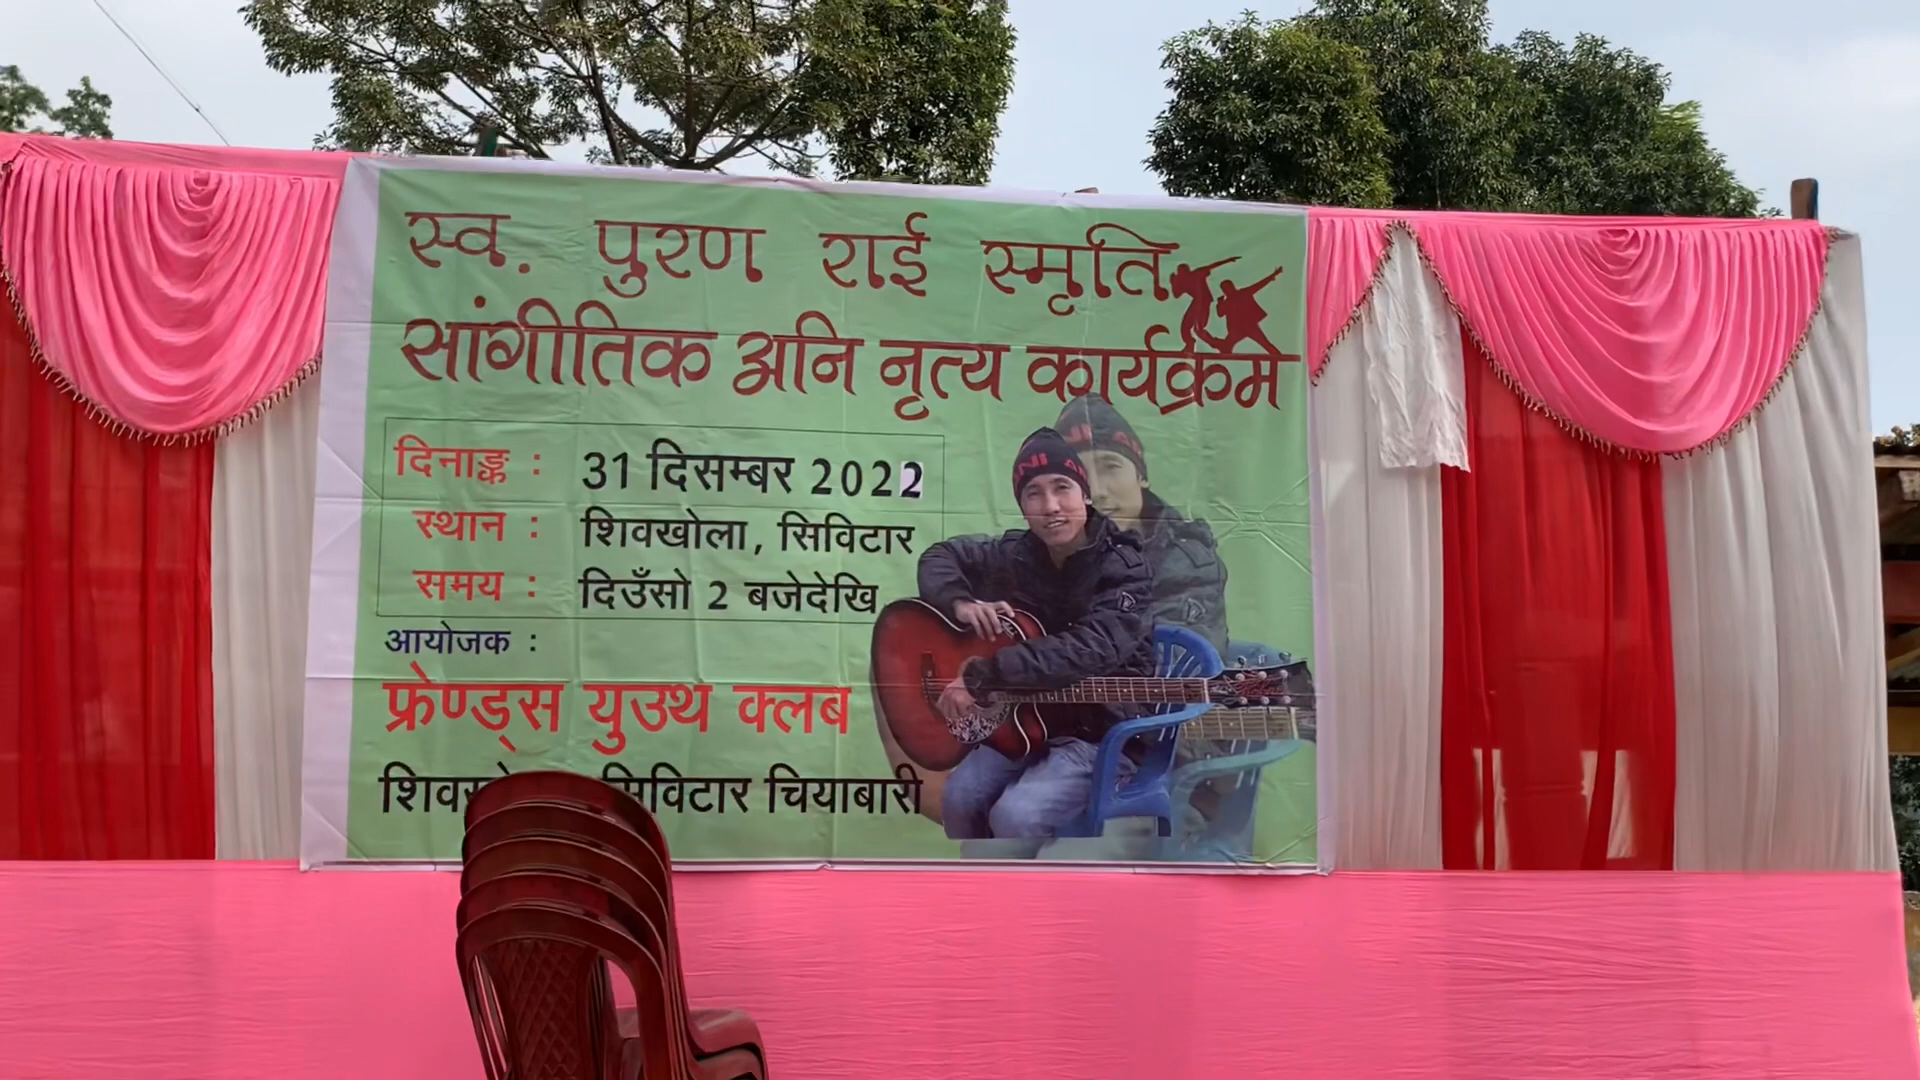 स्व. पुरण राई स्मृति
सांगीतिक अनि नृत्य कार्यक्रम
दिनाङ्क : 31 दिसम्बर 2022
स्थान : शिवखोला, सिविटार
समय : दिउँसो 2 बजेदेखि
आयोजक :
फ्रेण्ड्स युउथ क्लब
चियाबारी